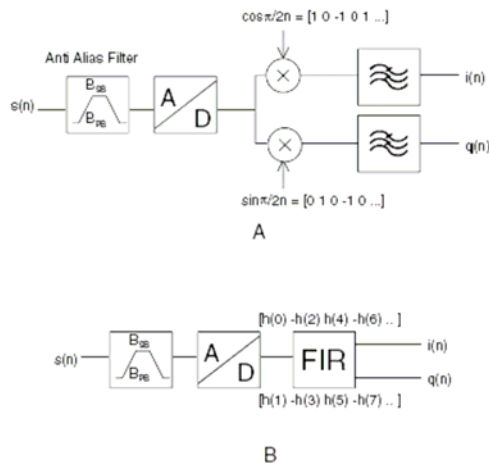 cosπ/2n = [1 0 -1 0 1 ...]
Anti Alias Filter
s(n)
B_SB
B_PB
A
D
×
i(n)
×
q(n)
sinπ/2n = [0 1 0 -1 0 ...]
A
[h(0) -h(2) h(4) -h(6) .. ]
s(n)
B_SB
B_PB
A
D
FIR
i(n)
q(n)
[h(1) -h(3) h(5) -h(7) .. ]
B